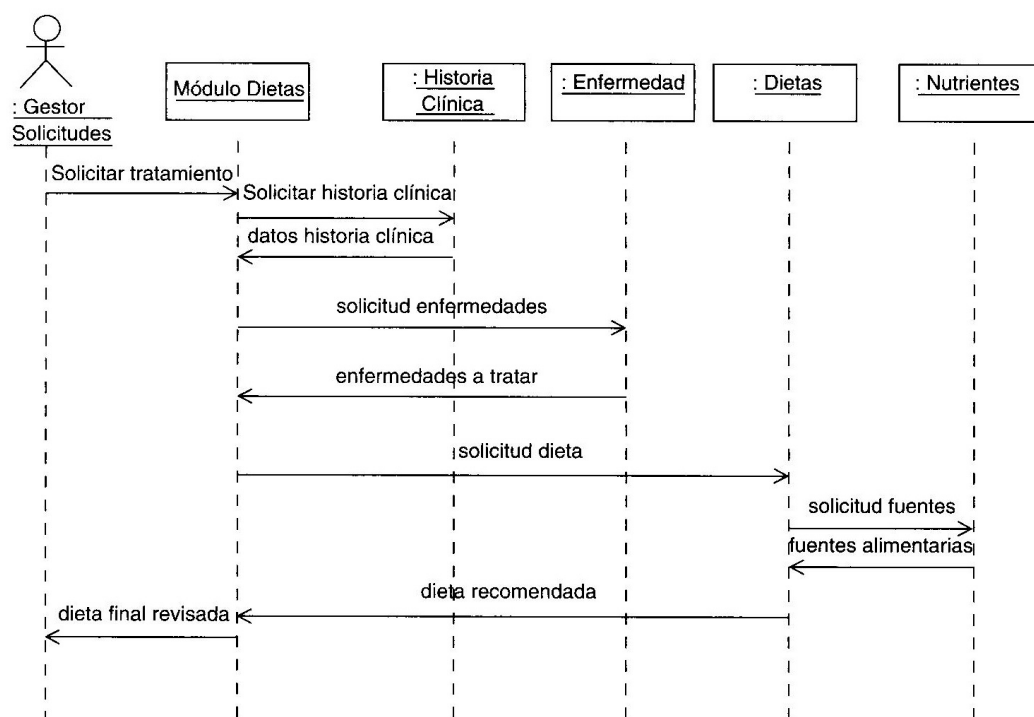 : Gestor
Solicitudes
Módulo Dietas
: Historia
Clínica
: Enfermedad
: Dietas
: Nutrientes
Solicitar tratamiento
Solicitar historia clínica
datos historia clínica
solicitud enfermedades
enfermedades a tratar
solicitud dieta
solicitud fuentes
fuentes alimentarias
dieta recomendada
dieta final revisada